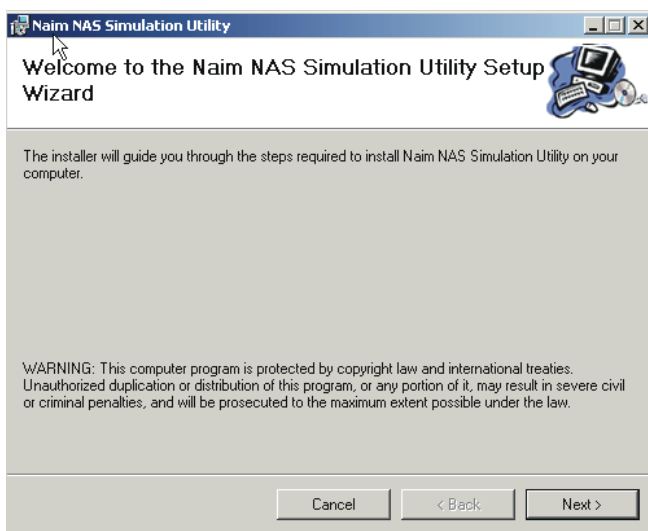 Naim NAS Simulation Utility
Welcome to the Naim NAS Simulation Utility Setup
Wizard
The installer will guide you through the steps required to install Naim NAS Simulation Utility on your
computer.
WARNING: This computer program is protected by copyright law and international treaties.
Unauthorized duplication or distribution of this program, or any portion of it, may result in severe civil
or criminal penalties, and will be prosecuted to the maximum extent possible under the law.
Cancel < Back Next >